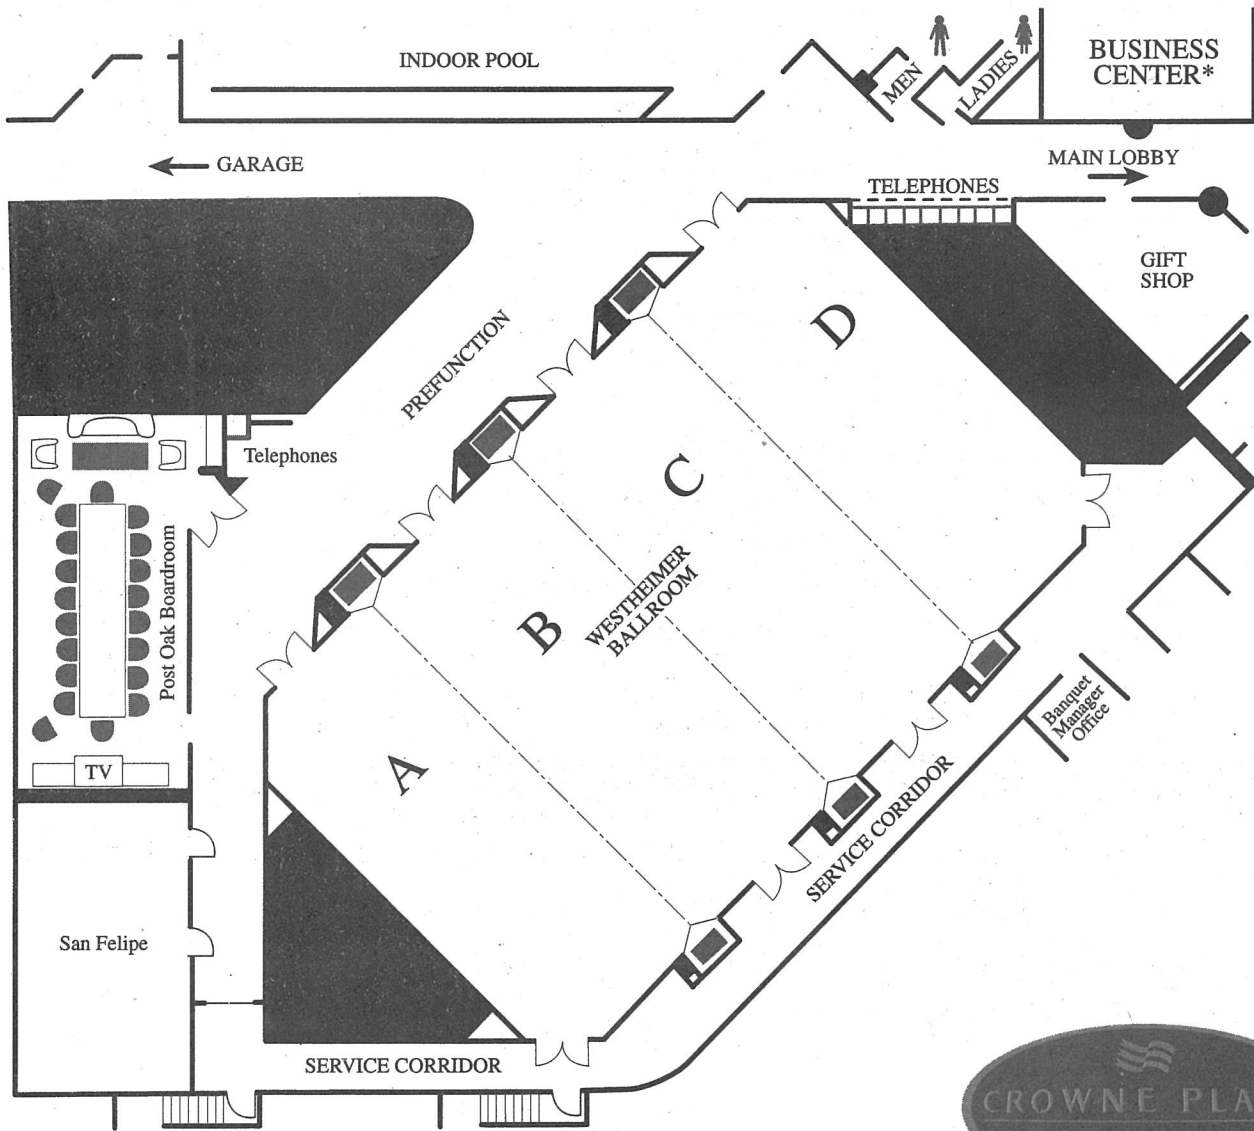 INDOOR POOL
MEN
LADIES
BUSINESS
CENTER*
GARAGE
MAIN LOBBY
TELEPHONES
GIFT
SHOP
PREFUNCTION
D
Telephones
C
Post Oak Boardroom
B
WESTHEIMER
BALLROOM
A
Banquet
Manager
Office
TV
SERVICE CORRIDOR
San Felipe
SERVICE CORRIDOR
CROWNE PLA